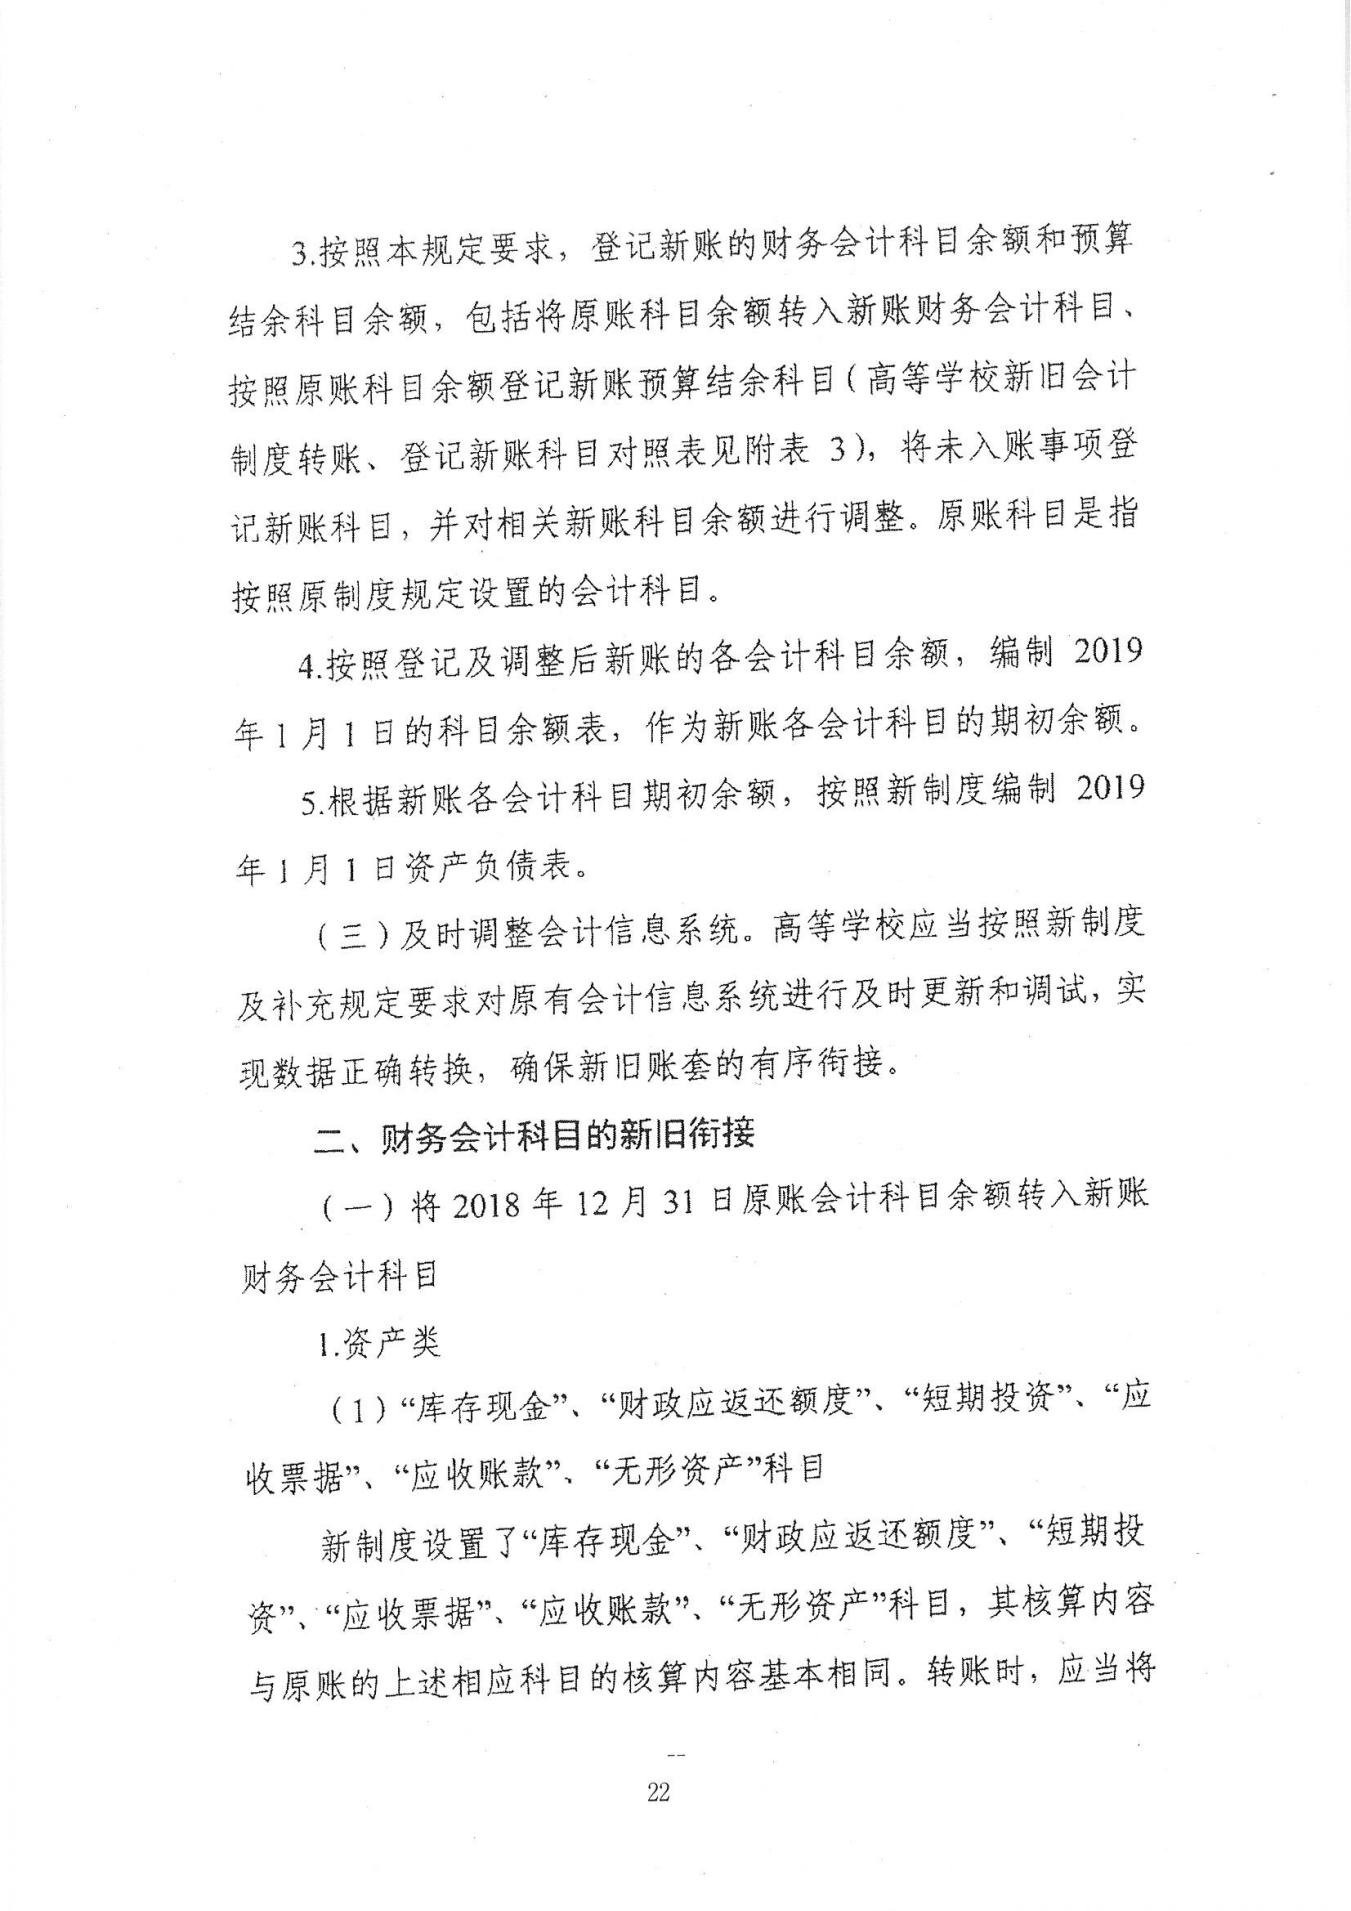 3.按照本规定要求，登记新账的财务会计科目余额和预算
结余科目余额，包括将原账科目余额转入新账财务会计科目、
按照原账科目余额登记新账预算结余科目（高等学校新旧会计
制度转账、登记新账科目对照表见附表 3），将未入账事项登
记新账科目，并对相关新账科目余额进行调整。原账科目是指
按照原制度规定设置的会计科目。
4.按照登记及调整后新账的各会计科目余额，编制 2019
年 1 月 1 日的科目余额表，作为新账各会计科目的期初余额。
5.根据新账各会计科目期初余额，按照新制度编制 2019
年 1 月 1 日资产负债表。
（三）及时调整会计信息系统。高等学校应当按照新制度
及补充规定要求对原有会计信息系统进行及时更新和调试，实
现数据正确转换，确保新旧账套的有序衔接。
二、财务会计科目的新旧衔接
（一）将 2018 年 12 月 31 日原账会计科目余额转入新账
财务会计科目
1.资产类
（1）“库存现金”、“财政应返还额度”、“短期投资”、“应
收票据”、“应收账款”、“无形资产”科目
新制度设置了“库存现金”、“财政应返还额度”、“短期投
资”、“应收票据”、“应收账款”、“无形资产”科目，其核算内容
与原账的上述相应科目的核算内容基本相同。转账时，应当将
--
22